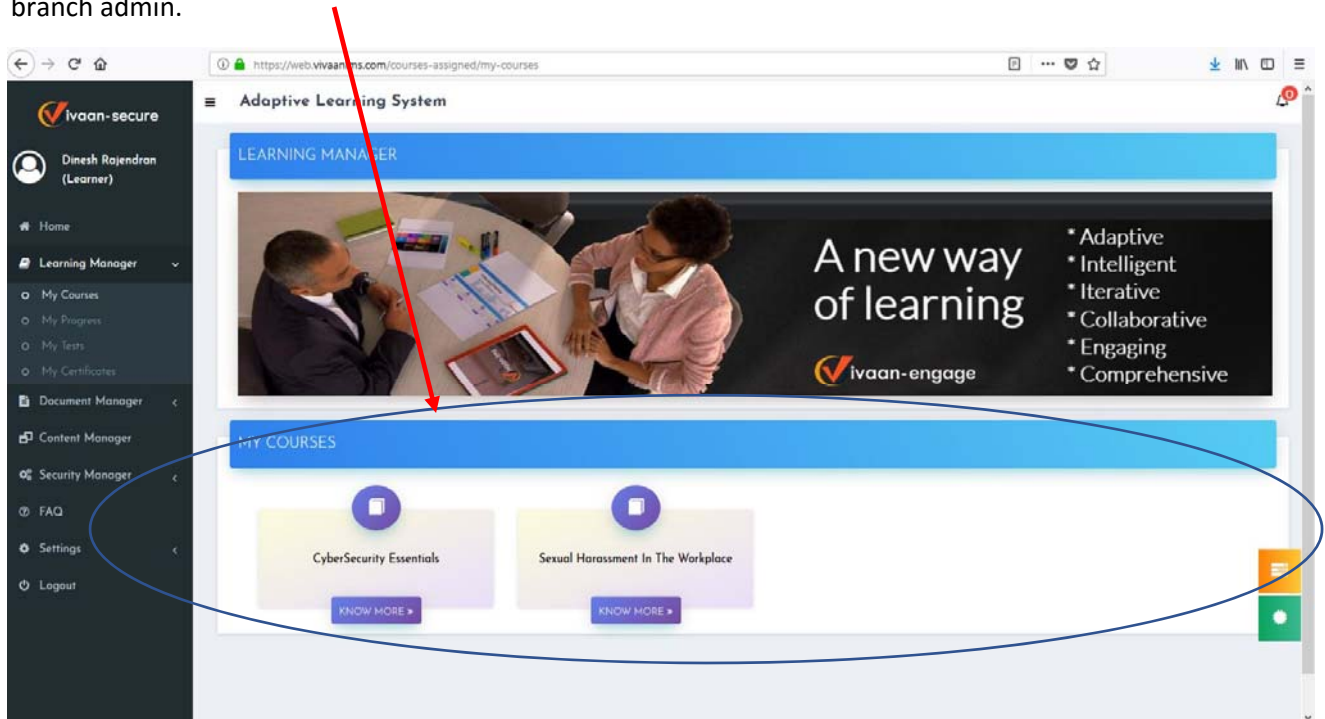 branch admin.
https://web.vivaanlms.com/courses-assigned/my-courses
ivaan-secure
Adaptive Learning System
0
Dinesh Rajendran
(Learner)
LEARNING MANAGER
Home
Learning Manager
My Courses
My Progress
My Tests
My Certificates
Document Manager
Content Manager
Security Manager
FAQ
Settings
Logout
A new way
of learning
ivaan-engage
* Adaptive
* Intelligent
* Iterative
* Collaborative
* Engaging
* Comprehensive
MY COURSES
CyberSecurity Essentials
KNOW MORE »
Sexual Harassment In The Workplace
KNOW MORE »